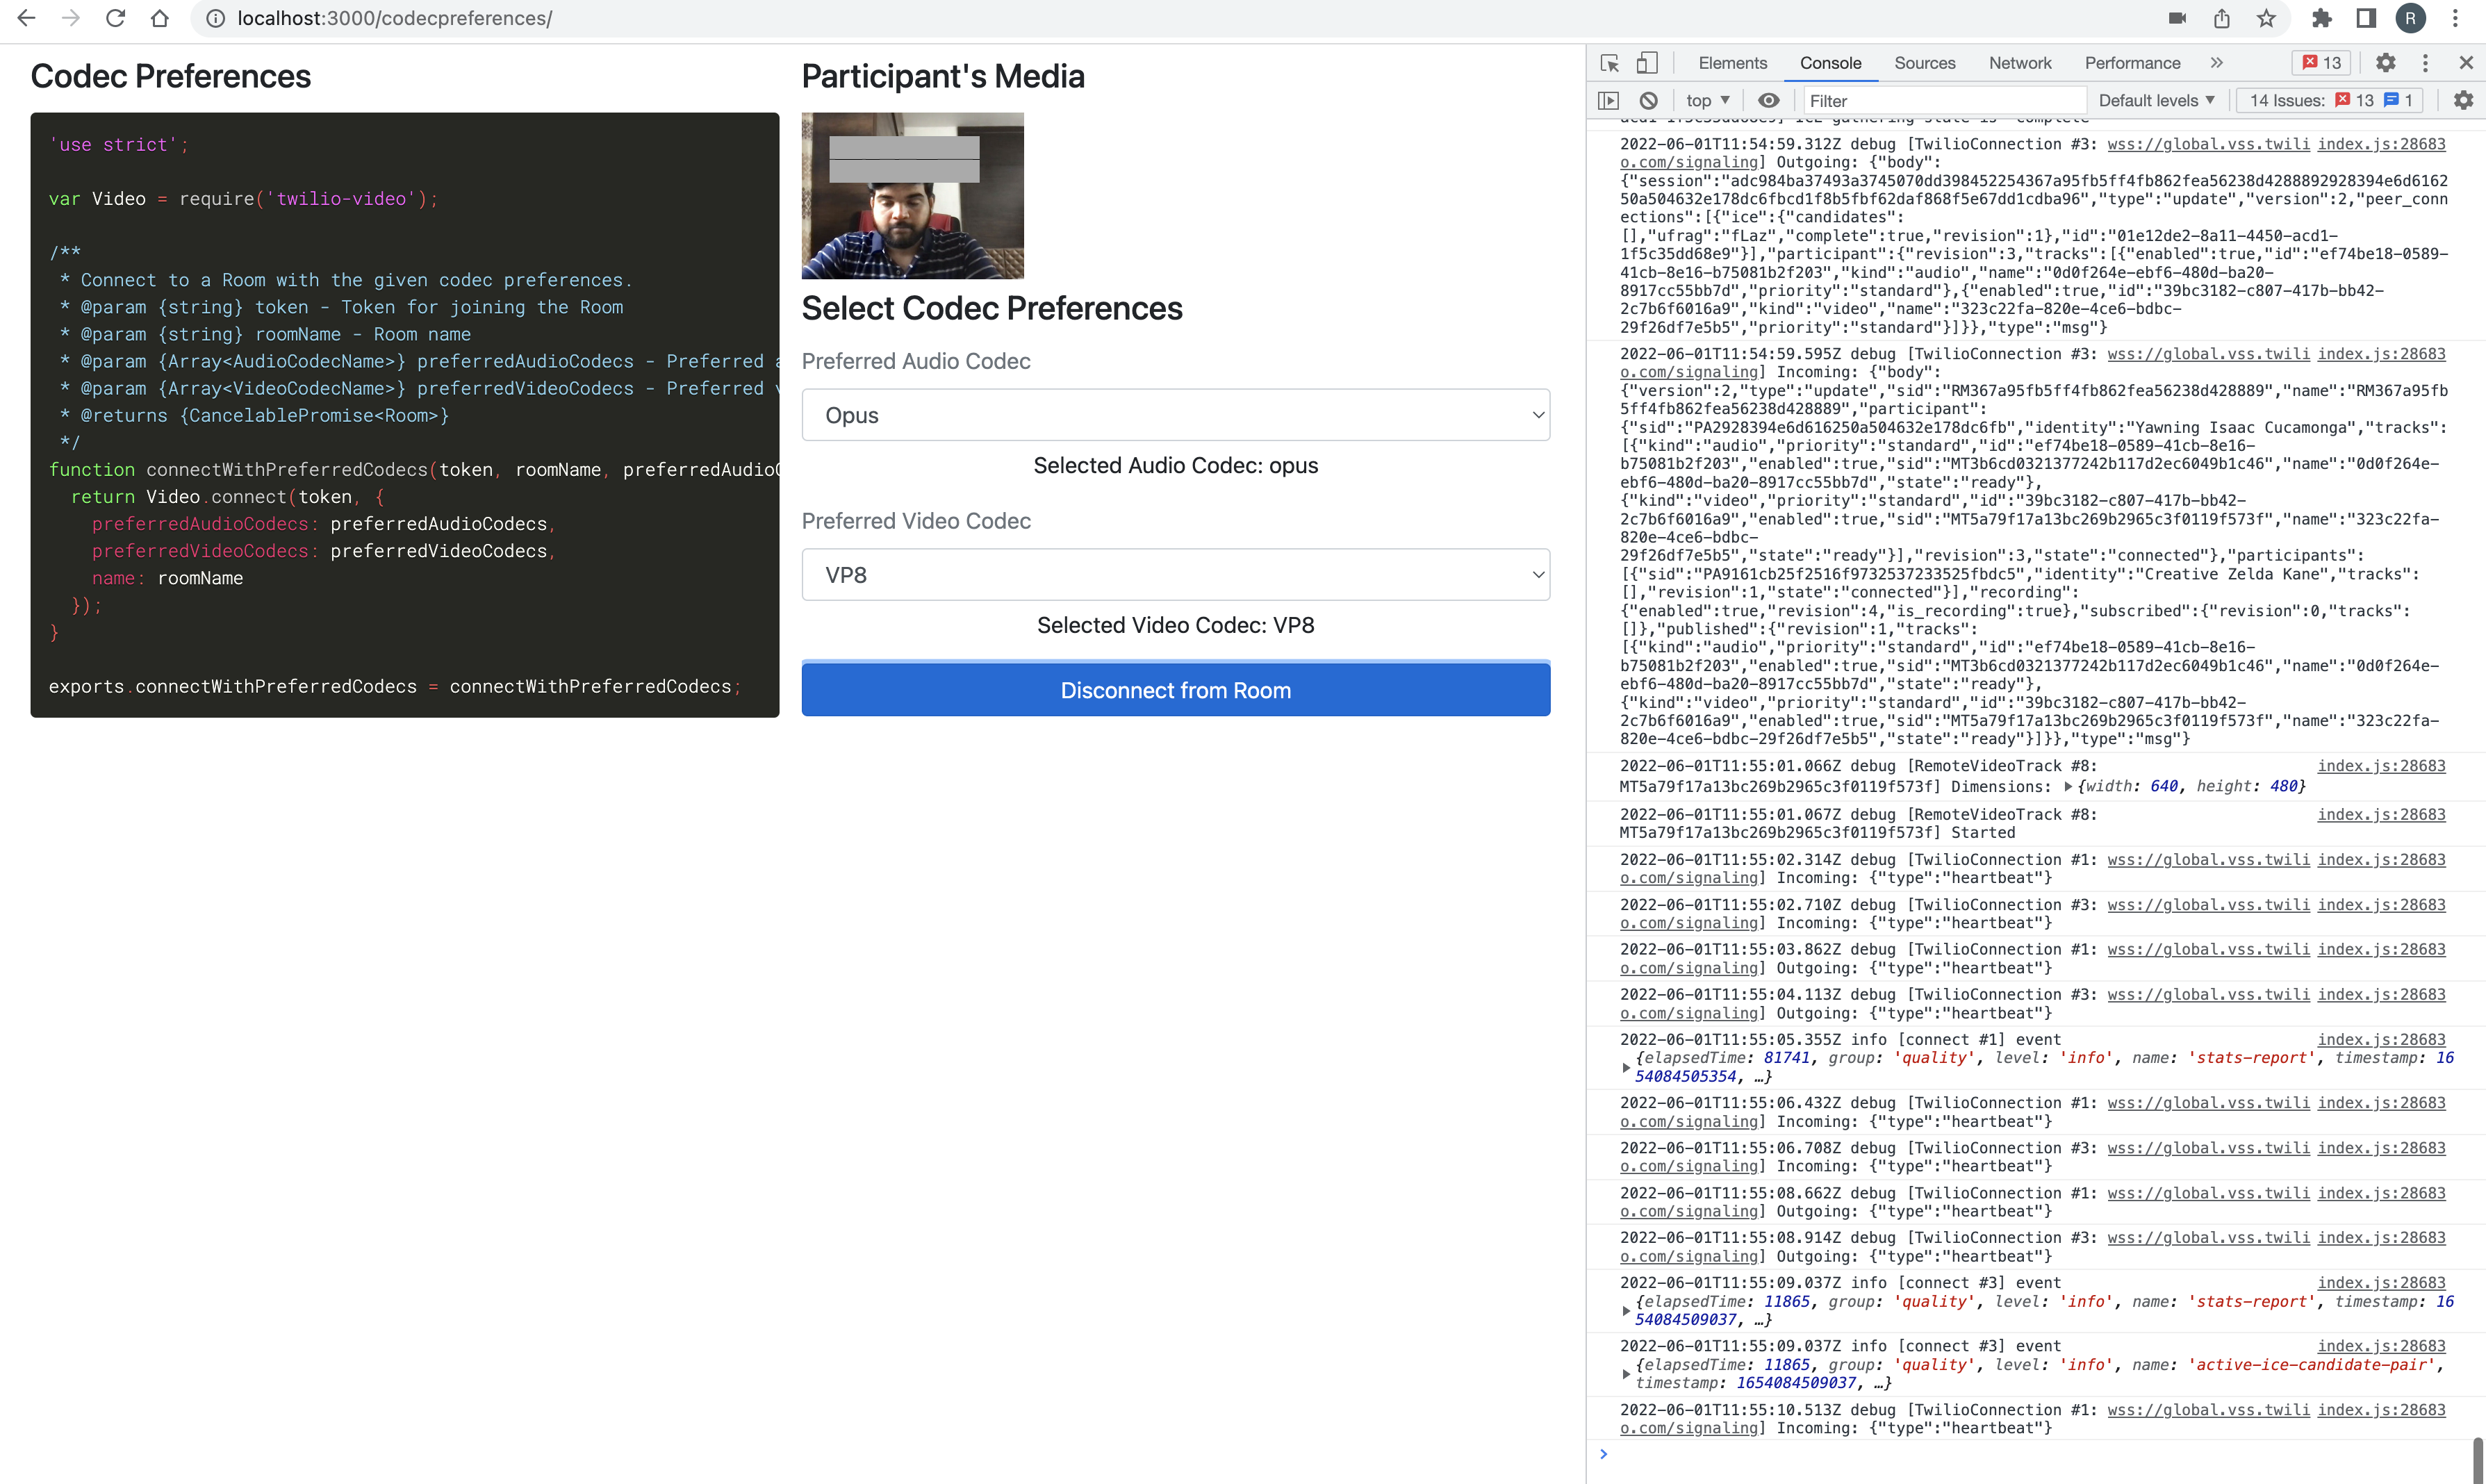 localhost:3000/codecpreferences/
R
Codec Preferences
'use strict';
var Video = require('twilio-video');
/**
* Connect to a Room with the given codec preferences.
* @param {string} token - Token for joining the Room
* @param {string} roomName - Room name
* @param {Array<AudioCodecName>} preferredAudioCodecs - Preferred a
* @param {Array<VideoCodecName>} preferredVideoCodecs - Preferred v
* @returns {CancelablePromise<Room>}
*/
function connectWithPreferredCodecs(token, roomName, preferredAudioC
return Video.connect(token, {
preferredAudioCodecs: preferredAudioCodecs,
preferredVideoCodecs: preferredVideoCodecs,
name: roomName
});
}
exports.connectWithPreferredCodecs = connectWithPreferredCodecs;
Participant's Media
Select Codec Preferences
Preferred Audio Codec
Opus
Selected Audio Codec: opus
Preferred Video Codec
VP8
Selected Video Codec: VP8
Disconnect from Room
Elements Console Sources Network Performance » 13
top Filter Default levels 14 Issues: 13 1
2022-06-01T11:54:59.312Z debug [TwilioConnection #3: wss://global.vss.twili index.js:28683
o.com/signaling] Outgoing: {"body":
{"session":"adc984ba37493a3745070dd398452254367a95fb5ff4fb862fea56238d4288892928394e6d6162
50a504632e178dc6fbcd1f8b5fbf62daf868f5e67dd1cdba96","type":"update","version":2,"peer_conn
ections":[{"ice":{"candidates":
[],"ufrag":"fLaz","complete":true,"revision":1},"id":"01e12de2-8a11-4450-acd1-
1f5c35dd68e9"}],"participant":{"revision":3,"tracks":[{"enabled":true,"id":"ef74be18-0589-
41cb-8e16-b75081b2f203","kind":"audio","name":"0d0f264e-ebf6-480d-ba20-
8917cc55bb7d","priority":"standard"},{"enabled":true,"id":"39bc3182-c807-417b-bb42-
2c7b6f6016a9","kind":"video","name":"323c22fa-820e-4ce6-bdbc-
29f26df7e5b5","priority":"standard"}]}},"type":"msg"}
2022-06-01T11:54:59.595Z debug [TwilioConnection #3: wss://global.vss.twili index.js:28683
o.com/signaling] Incoming: {"body":
{"version":2,"type":"update","sid":"RM367a95fb5ff4fb862fea56238d428889","name":"RM367a95fb
5ff4fb862fea56238d428889","participant":
{"sid":"PA2928394e6d616250a504632e178dc6fb","identity":"Yawning Isaac Cucamonga","tracks":
[{"kind":"audio","priority":"standard","id":"ef74be18-0589-41cb-8e16-
b75081b2f203","enabled":true,"sid":"MT3b6cd0321377242b117d2ec6049b1c46","name":"0d0f264e-
ebf6-480d-ba20-8917cc55bb7d","state":"ready"},
{"kind":"video","priority":"standard","id":"39bc3182-c807-417b-bb42-
2c7b6f6016a9","enabled":true,"sid":"MT5a79f17a13bc269b2965c3f0119f573f","name":"323c22fa-
820e-4ce6-bdbc-
29f26df7e5b5","state":"ready"}],"revision":3,"state":"connected"},"participants":
[{"sid":"PA9161cb25f2516f9732537233525fbdc5","identity":"Creative Zelda Kane","tracks":
[],"revision":1,"state":"connected"}],"recording":
{"enabled":true,"revision":4,"is_recording":true},"subscribed":{"revision":0,"tracks":
[]},"published":{"revision":1,"tracks":
[{"kind":"audio","priority":"standard","id":"ef74be18-0589-41cb-8e16-
b75081b2f203","enabled":true,"sid":"MT3b6cd0321377242b117d2ec6049b1c46","name":"0d0f264e-
ebf6-480d-ba20-8917cc55bb7d","state":"ready"},
{"kind":"video","priority":"standard","id":"39bc3182-c807-417b-bb42-
2c7b6f6016a9","enabled":true,"sid":"MT5a79f17a13bc269b2965c3f0119f573f","name":"323c22fa-
820e-4ce6-bdbc-29f26df7e5b5","state":"ready"}]}},"type":"msg"}
2022-06-01T11:55:01.066Z debug [RemoteVideoTrack #8: index.js:28683
MT5a79f17a13bc269b2965c3f0119f573f] Dimensions: ▶{width: 640, height: 480}
2022-06-01T11:55:01.067Z debug [RemoteVideoTrack #8: index.js:28683
MT5a79f17a13bc269b2965c3f0119f573f] Started
2022-06-01T11:55:02.314Z debug [TwilioConnection #1: wss://global.vss.twili index.js:28683
o.com/signaling] Incoming: {"type":"heartbeat"}
2022-06-01T11:55:02.710Z debug [TwilioConnection #3: wss://global.vss.twili index.js:28683
o.com/signaling] Incoming: {"type":"heartbeat"}
2022-06-01T11:55:03.862Z debug [TwilioConnection #1: wss://global.vss.twili index.js:28683
o.com/signaling] Outgoing: {"type":"heartbeat"}
2022-06-01T11:55:04.113Z debug [TwilioConnection #3: wss://global.vss.twili index.js:28683
o.com/signaling] Outgoing: {"type":"heartbeat"}
2022-06-01T11:55:05.355Z info [connect #1] event index.js:28683
{elapsedTime: 81741, group: 'quality', level: 'info', name: 'stats-report', timestamp: 16
54084505354, …}
2022-06-01T11:55:06.432Z debug [TwilioConnection #1: wss://global.vss.twili index.js:28683
o.com/signaling] Incoming: {"type":"heartbeat"}
2022-06-01T11:55:06.708Z debug [TwilioConnection #3: wss://global.vss.twili index.js:28683
o.com/signaling] Incoming: {"type":"heartbeat"}
2022-06-01T11:55:08.662Z debug [TwilioConnection #1: wss://global.vss.twili index.js:28683
o.com/signaling] Outgoing: {"type":"heartbeat"}
2022-06-01T11:55:08.914Z debug [TwilioConnection #3: wss://global.vss.twili index.js:28683
o.com/signaling] Outgoing: {"type":"heartbeat"}
2022-06-01T11:55:09.037Z info [connect #3] event index.js:28683
{elapsedTime: 11865, group: 'quality', level: 'info', name: 'stats-report', timestamp: 16
54084509037, …}
2022-06-01T11:55:09.037Z info [connect #3] event index.js:28683
{elapsedTime: 11865, group: 'quality', level: 'info', name: 'active-ice-candidate-pair',
timestamp: 1654084509037, …}
2022-06-01T11:55:10.513Z debug [TwilioConnection #1: wss://global.vss.twili index.js:28683
o.com/signaling] Incoming: {"type":"heartbeat"}